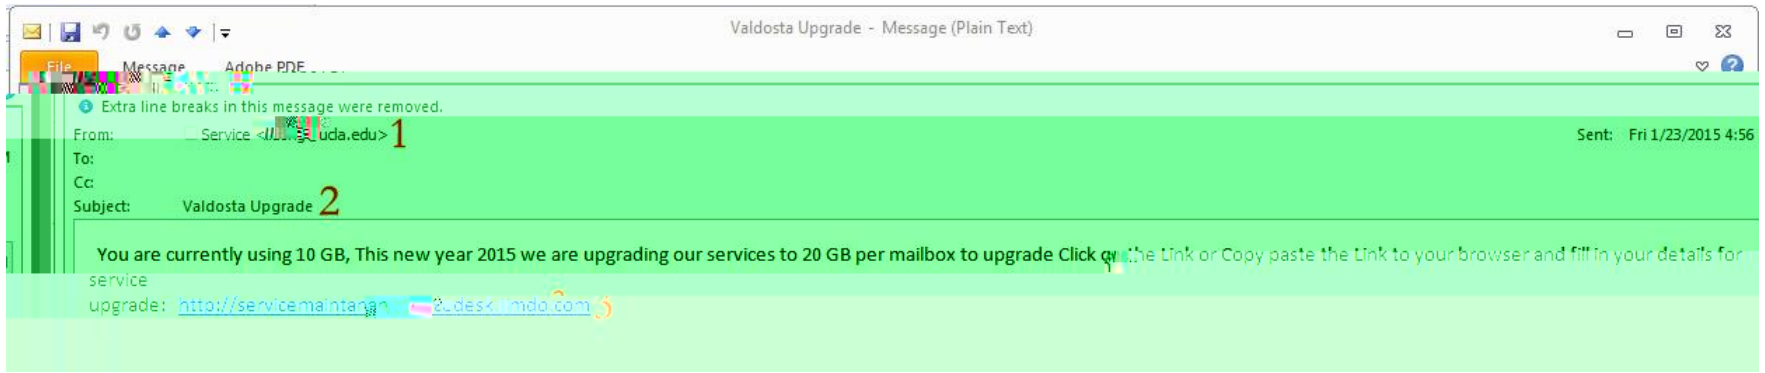 Valdosta Upgrade - Message (Plain Text)
File Message Adobe PDF
Extra line breaks in this message were removed.
From: Service uda.edu> 1
Sent: Fri 1/23/2015 4:56
To:
Cc:
Subject: Valdosta Upgrade 2
You are currently using 10 GB, This new year 2015 we are upgrading our services to 20 GB per mailbox to upgrade Click the Link or Copy paste the Link to your browser and fill in your details for
service
upgrade: 3